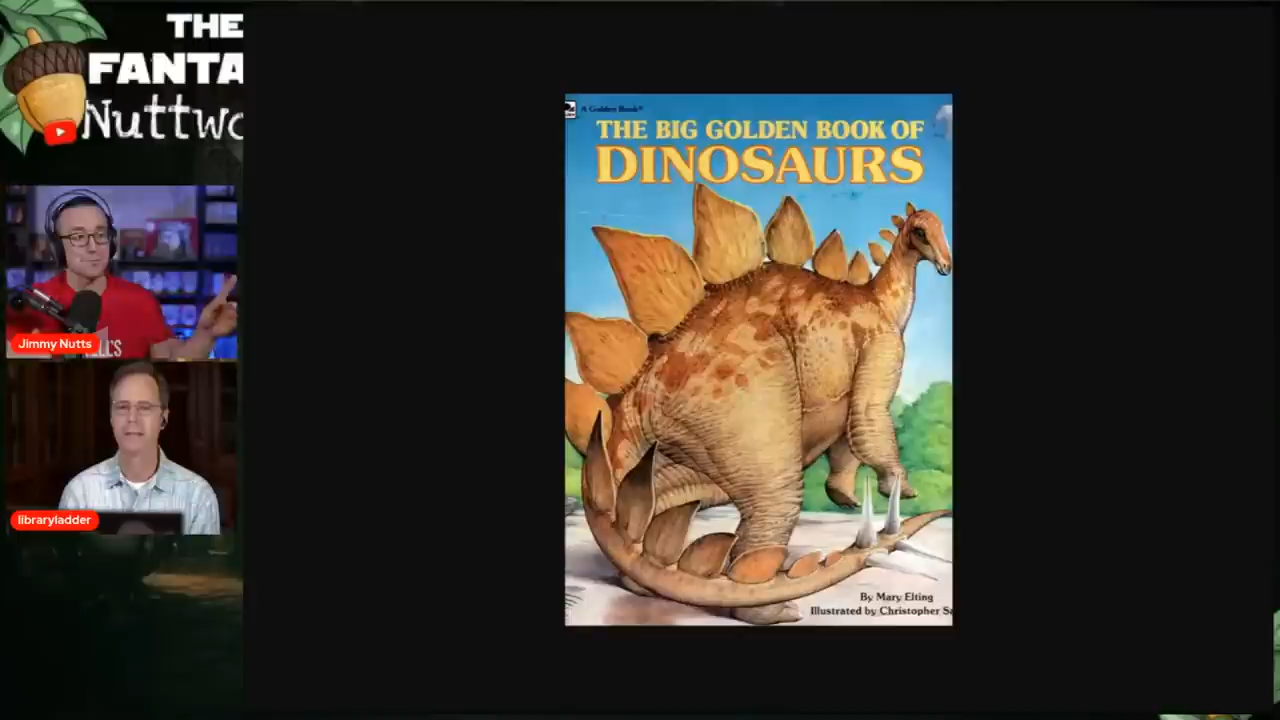 THE
FANTA
Nuttwo
Jimmy Nutts
ELL'S
libraryladder
A Golden Book®
THE BIG GOLDEN BOOK OF
DINOSAURS
By Mary Elting
Illustrated by Christopher Sa